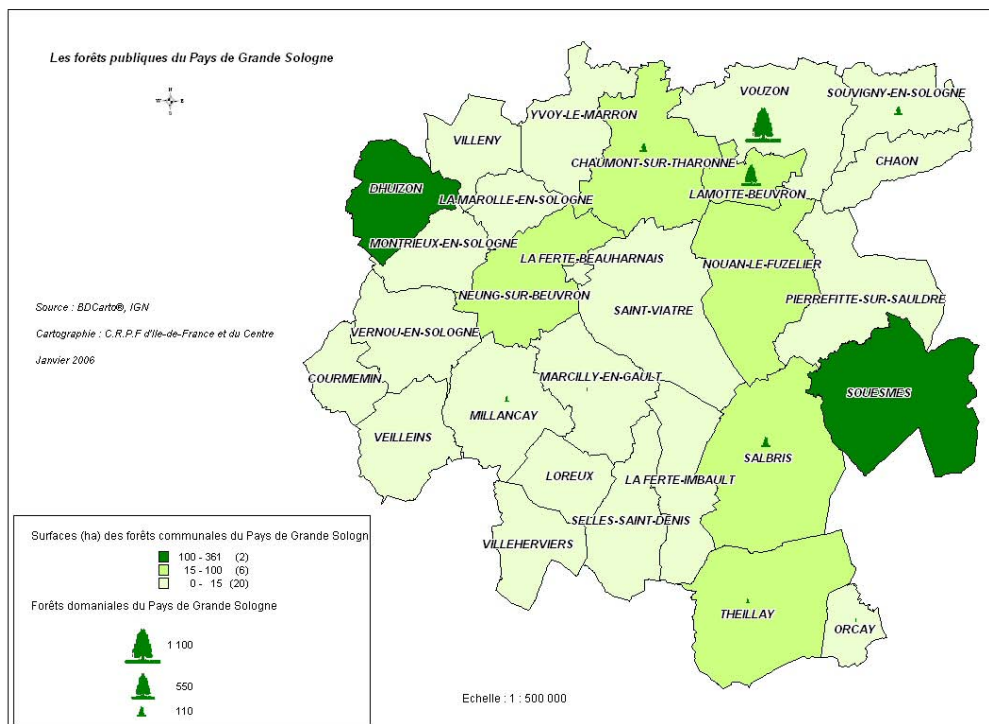 Les forêts publiques du Pays de Grande Sologne
N
W E
S
VOUZON
SOUVIGNY-EN-SOLOGNE
YVOY-LE-MARRON
VILLENY
CHAUMONT-SUR-THARONNE
CHAON
DHUIZON
LAMOTTE-BEUVRON
LA MAROLLE-EN-SOLOGNE
MONTRIEUX-EN-SOLOGNE
LA FERTE-BEAUHARNAIS
NOUAN-LE-FUZELIER
NEUNG-SUR-BEUVRON
PIERREFITTE-SUR-SAULDRE
SAINT-VIATRE
Source : BDCarto®, IGN
VERNOU-EN-SOLOGNE
Cartographie : C.R.P.F d'Ile-de-France et du Centre
Janvier 2006
COURMEMIN
MARCILLY-EN-GAULT
SOUESMES
MILLANCAY
VEILLEINS
SALBRIS
LOREUX
LA FERTE-IMBAULT
SELLES-SAINT-DENIS
VILLEHERVIERS
THEILLAY
ORCAY
Surfaces (ha) des forêts communales du Pays de Grande Sologn
100 - 361 (2)
15 - 100 (6)
0 - 15 (20)
Forêts domaniales du Pays de Grande Sologne
1 100
550
110
Echelle : 1 : 500 000